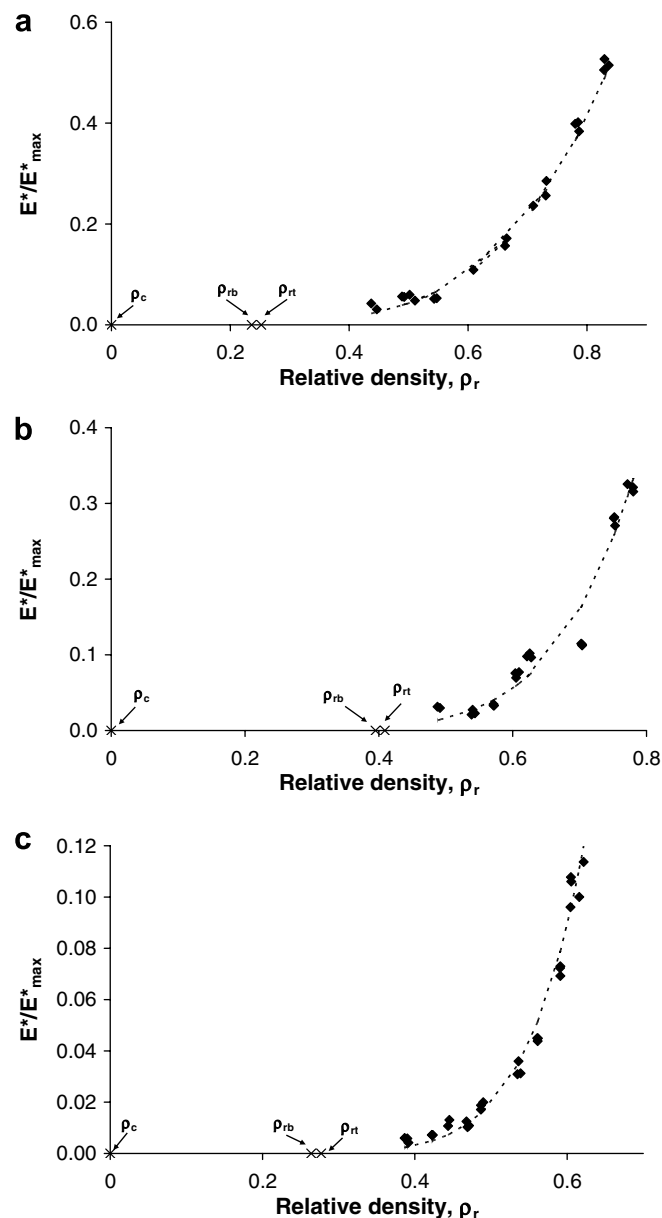 a
0.6
0.4
0.2
0.0
E*/E*max
ρc
ρrb
ρrt
0
0.2
0.4
0.6
0.8
Relative density, ρr
b
0.4
0.3
0.2
0.1
0.0
E*/E*max
ρc
ρrb
ρrt
0
0.2
0.4
0.6
0.8
Relative density, ρr
c
0.12
0.10
0.08
0.06
0.04
0.02
0.00
E*/E*max
ρc
ρrb
ρrt
0
0.2
0.4
0.6
Relative density, ρr